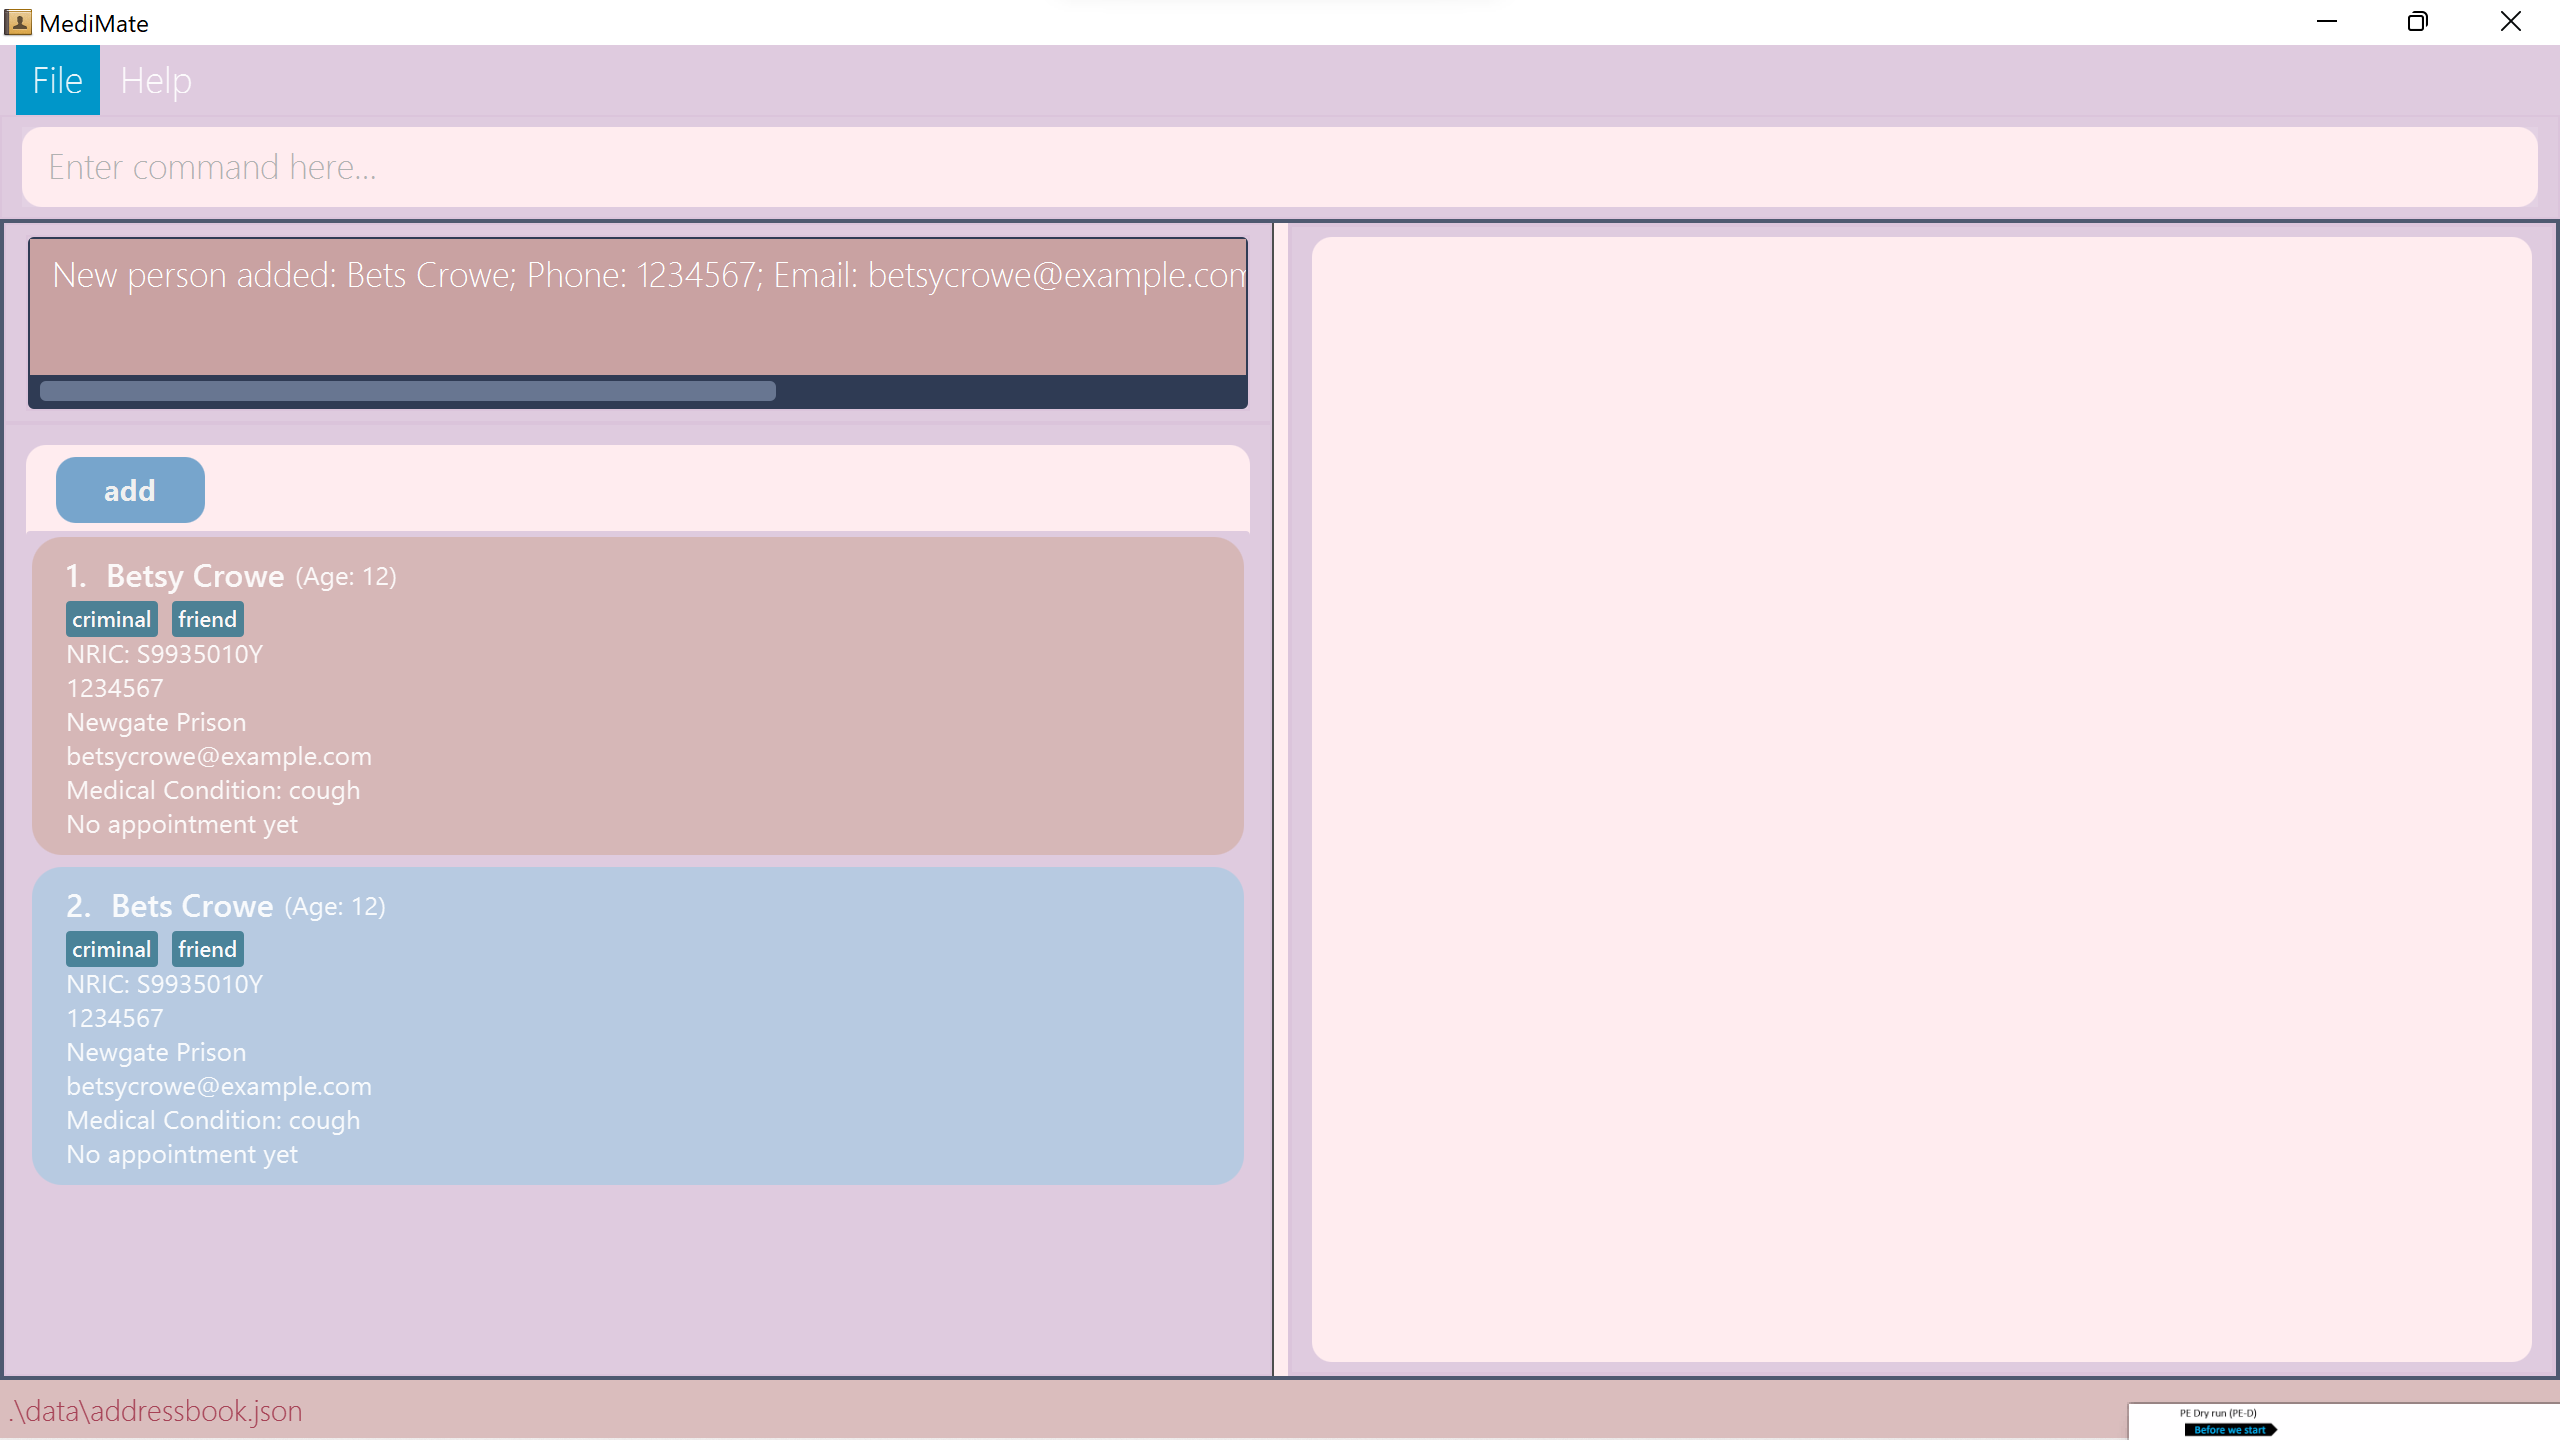 MediMate
File Help
Enter command here...
New person added: Bets Crowe; Phone: 1234567; Email: betsycrowe@example.com
add
1. Betsy Crowe (Age: 12)
criminal friend
NRIC: S9935010Y
1234567
Newgate Prison
betsycrowe@example.com
Medical Condition: cough
No appointment yet
2. Bets Crowe (Age: 12)
criminal friend
NRIC: S9935010Y
1234567
Newgate Prison
betsycrowe@example.com
Medical Condition: cough
No appointment yet
.\data\addressbook.json
PE Dry run (PE-D)
Before we start